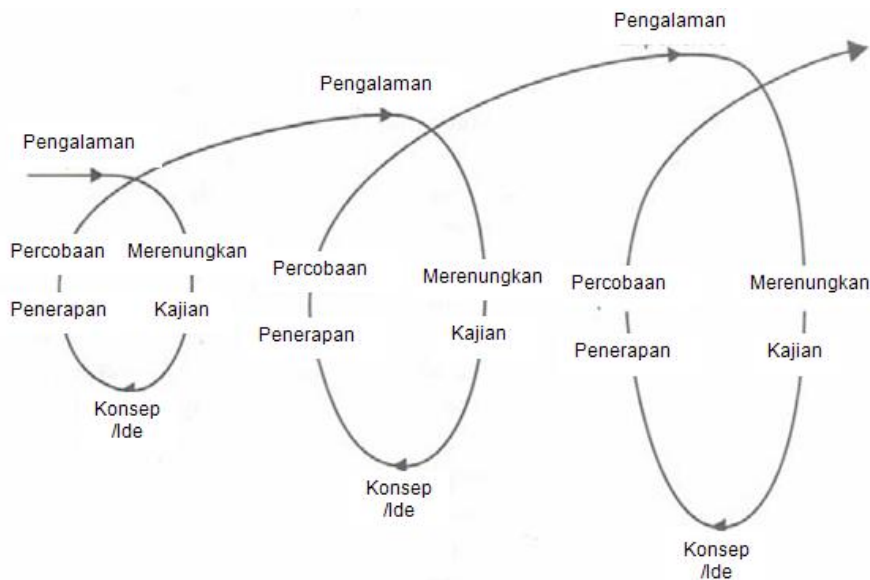 Pengalaman
Percobaan
Merenungkan
Penerapan
Kajian
Konsep
/Ide
Pengalaman
Percobaan
Merenungkan
Penerapan
Kajian
Konsep
/Ide
Pengalaman
Percobaan
Merenungkan
Penerapan
Kajian
Konsep
/Ide